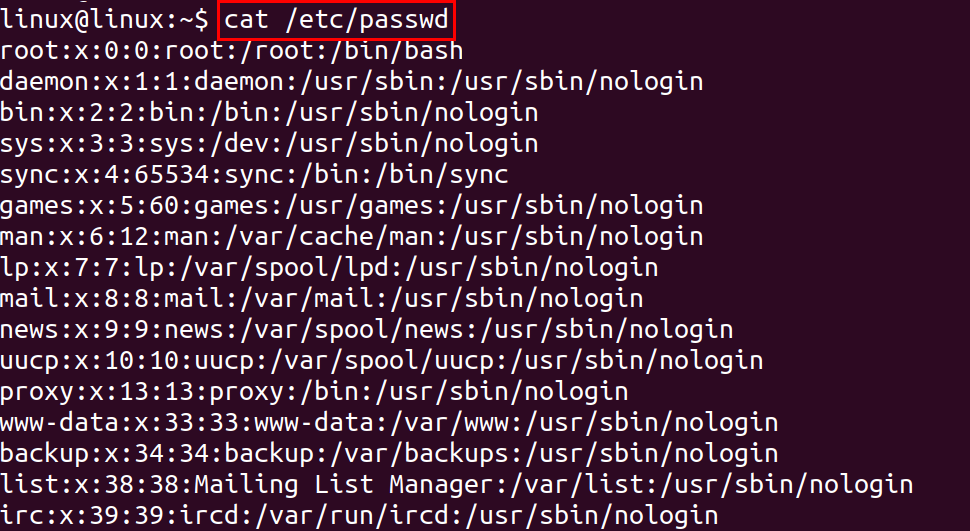 linux@linux:~$ cat /etc/passwd
root:x:0:0:root:/root:/bin/bash
daemon:x:1:1:daemon:/usr/sbin:/usr/sbin/nologin
bin:x:2:2:bin:/bin:/usr/sbin/nologin
sys:x:3:3:sys:/dev:/usr/sbin/nologin
sync:x:4:65534:sync:/bin:/bin/sync
games:x:5:60:games:/usr/games:/usr/sbin/nologin
man:x:6:12:man:/var/cache/man:/usr/sbin/nologin
lp:x:7:7:lp:/var/spool/lpd:/usr/sbin/nologin
mail:x:8:8:mail:/var/mail:/usr/sbin/nologin
news:x:9:9:news:/var/spool/news:/usr/sbin/nologin
uucp:x:10:10:uucp:/var/spool/uucp:/usr/sbin/nologin
proxy:x:13:13:proxy:/bin:/usr/sbin/nologin
www-data:x:33:33:www-data:/var/www:/usr/sbin/nologin
backup:x:34:34:backup:/var/backups:/usr/sbin/nologin
list:x:38:38:Mailing List Manager:/var/list:/usr/sbin/nologin
irc:x:39:39:ircd:/var/run/ircd:/usr/sbin/nologin